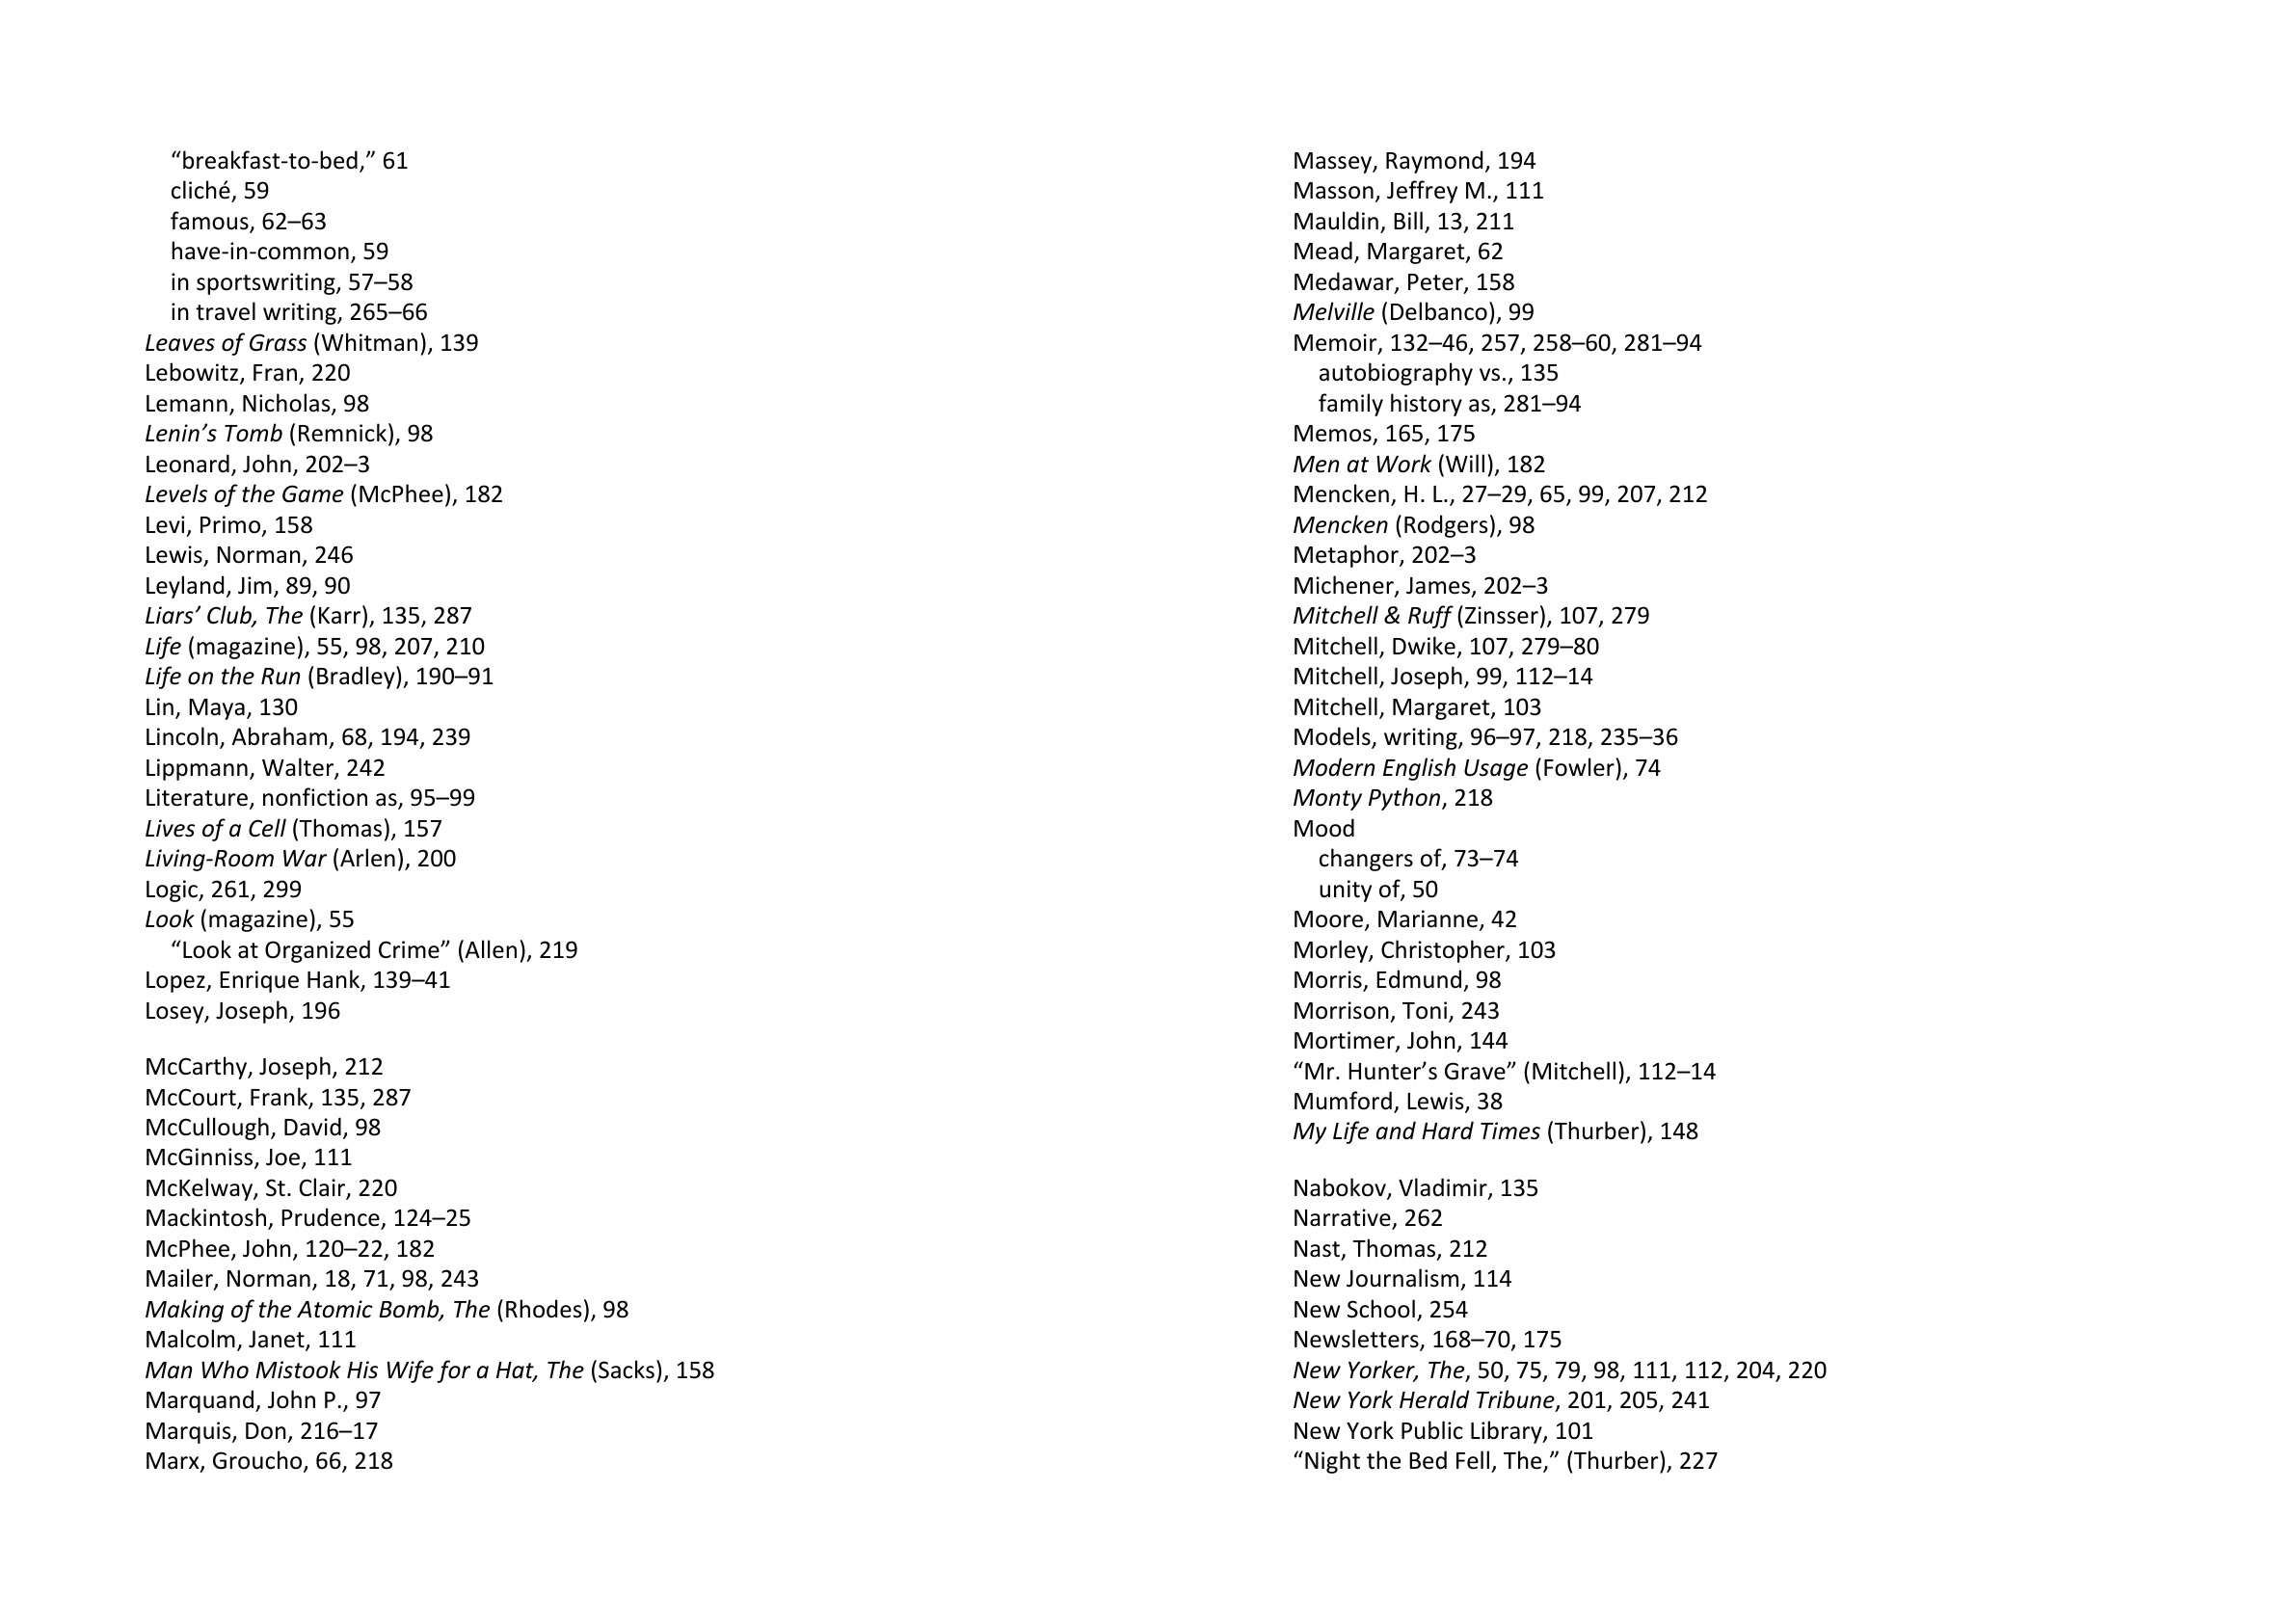 “breakfast-to-bed,” 61
cliché, 59
famous, 62–63
have-in-common, 59
in sportswriting, 57–58
in travel writing, 265–66
Leaves of Grass (Whitman), 139
Lebowitz, Fran, 220
Lemann, Nicholas, 98
Lenin’s Tomb (Remnick), 98
Leonard, John, 202–3
Levels of the Game (McPhee), 182
Levi, Primo, 158
Lewis, Norman, 246
Leyland, Jim, 89, 90
Liars’ Club, The (Karr), 135, 287
Life (magazine), 55, 98, 207, 210
Life on the Run (Bradley), 190–91
Lin, Maya, 130
Lincoln, Abraham, 68, 194, 239
Lippmann, Walter, 242
Literature, nonfiction as, 95–99
Lives of a Cell (Thomas), 157
Living-Room War (Arlen), 200
Logic, 261, 299
Look (magazine), 55
“Look at Organized Crime” (Allen), 219
Lopez, Enrique Hank, 139–41
Losey, Joseph, 196
McCarthy, Joseph, 212
McCourt, Frank, 135, 287
McCullough, David, 98
McGinniss, Joe, 111
McKelway, St. Clair, 220
Mackintosh, Prudence, 124–25
McPhee, John, 120–22, 182
Mailer, Norman, 18, 71, 98, 243
Making of the Atomic Bomb, The (Rhodes), 98
Malcolm, Janet, 111
Man Who Mistook His Wife for a Hat, The (Sacks), 158
Marquand, John P., 97
Marquis, Don, 216–17
Marx, Groucho, 66, 218
Massey, Raymond, 194
Masson, Jeffrey M., 111
Mauldin, Bill, 13, 211
Mead, Margaret, 62
Medawar, Peter, 158
Melville (Delbanco), 99
Memoir, 132–46, 257, 258–60, 281–94
autobiography vs., 135
family history as, 281–94
Memos, 165, 175
Men at Work (Will), 182
Mencken, H. L., 27–29, 65, 99, 207, 212
Mencken (Rodgers), 98
Metaphor, 202–3
Michener, James, 202–3
Mitchell & Ruff (Zinsser), 107, 279
Mitchell, Dwike, 107, 279–80
Mitchell, Joseph, 99, 112–14
Mitchell, Margaret, 103
Models, writing, 96–97, 218, 235–36
Modern English Usage (Fowler), 74
Monty Python, 218
Mood
changers of, 73–74
unity of, 50
Moore, Marianne, 42
Morley, Christopher, 103
Morris, Edmund, 98
Morrison, Toni, 243
Mortimer, John, 144
“Mr. Hunter’s Grave” (Mitchell), 112–14
Mumford, Lewis, 38
My Life and Hard Times (Thurber), 148
Nabokov, Vladimir, 135
Narrative, 262
Nast, Thomas, 212
New Journalism, 114
New School, 254
Newsletters, 168–70, 175
New Yorker, The, 50, 75, 79, 98, 111, 112, 204, 220
New York Herald Tribune, 201, 205, 241
New York Public Library, 101
“Night the Bed Fell, The,” (Thurber), 227